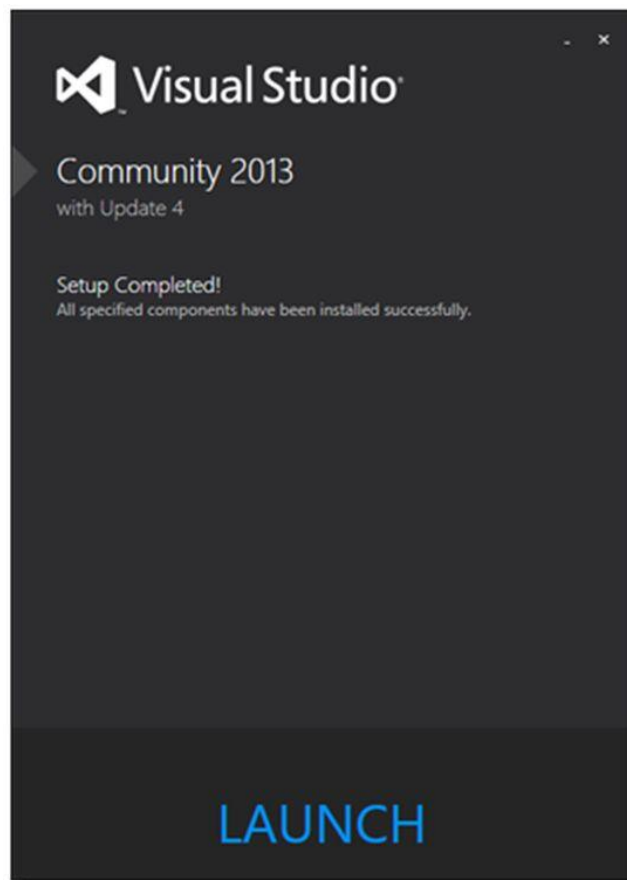 Visual Studio®
Community 2013
with Update 4
Setup Completed!
All specified components have been installed successfully.
LAUNCH